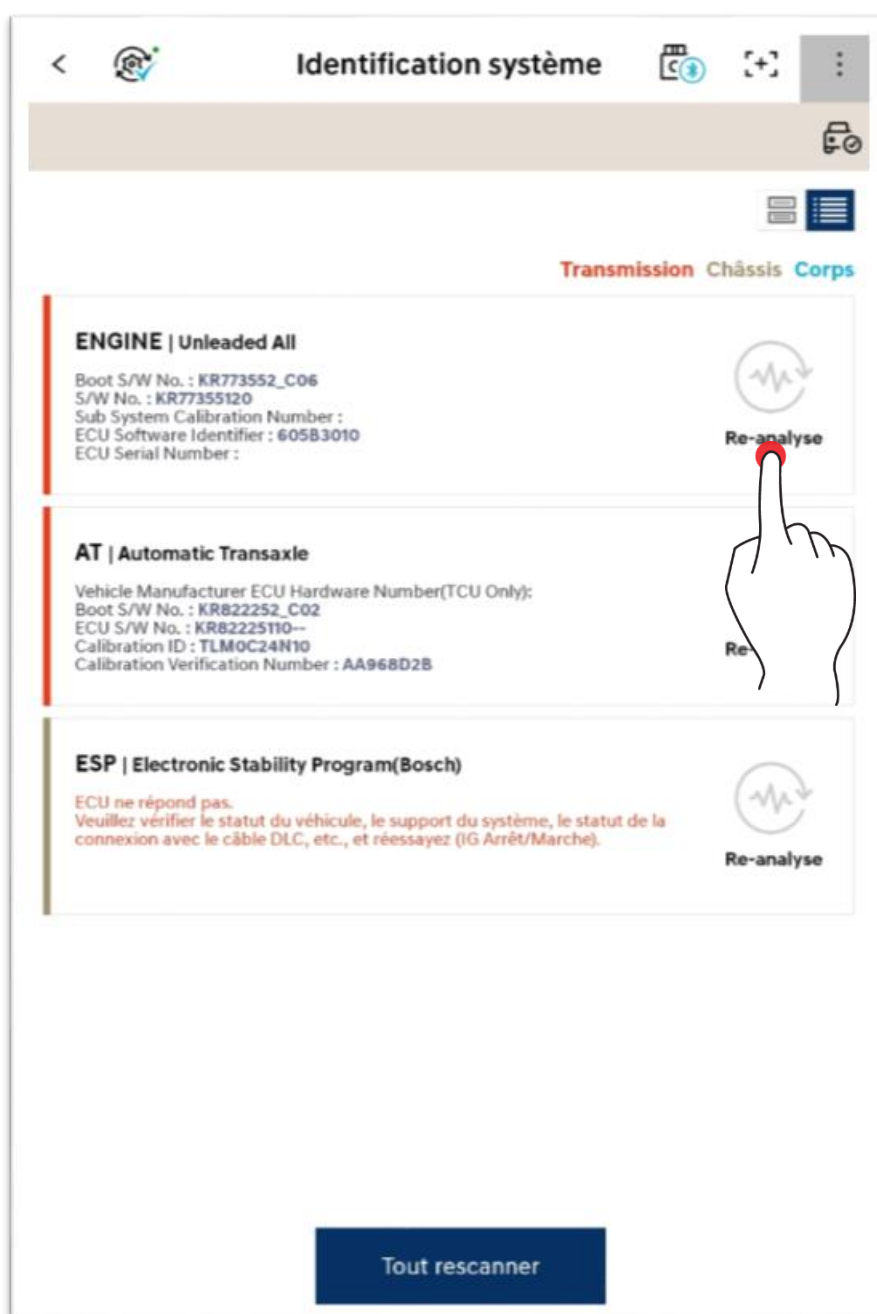 Identification système
Transmission Châssis Corps
ENGINE | Unleaded All
Boot S/W No. : KR773552_C06
S/W No. : KR77355120
Sub System Calibration Number :
ECU Software Identifier : 605B3010
ECU Serial Number :
Re-analyse
AT | Automatic Transaxle
Vehicle Manufacturer ECU Hardware Number(TCU Only):
Boot S/W No. : KR822252_C02
ECU S/W No. : KR82225110--
Calibration ID : TLM0C24N10
Calibration Verification Number : AA968D2B
Re-
ESP | Electronic Stability Program(Bosch)
ECU ne répond pas.
Veuillez vérifier le statut du véhicule, le support du système, le statut de la
connexion avec le câble DLC, etc., et réessayez (IG Arrêt/Marche).
Re-analyse
Tout rescanner